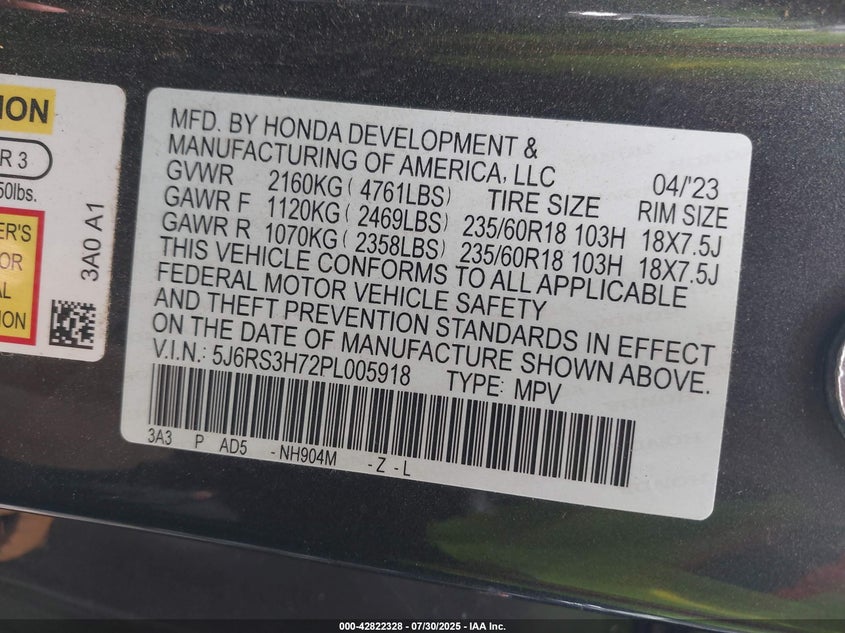 ION
R 3
50lbs.
ER'S
OR
AL
ION
3A0 A1
MFD. BY HONDA DEVELOPMENT &
MANUFACTURING OF AMERICA, LLC
GVWR 2160KG ( 4761LBS) TIRE SIZE 04/'23
RIM SIZE
GAWR F 1120KG ( 2469LBS) 235/60R18 103H 18X7.5J
GAWR R 1070KG ( 2358LBS) 235/60R18 103H 18X7.5J
THIS VEHICLE CONFORMS TO ALL APPLICABLE
FEDERAL MOTOR VEHICLE SAFETY
AND THEFT PREVENTION STANDARDS IN EFFECT
ON THE DATE OF MANUFACTURE SHOWN ABOVE.
V.I.N.: 5J6RS3H72PL005918 TYPE: MPV
3A3 P AD5 -NH904M -Z-L
000-42822328 - 07/30/2025 - IAA Inc.